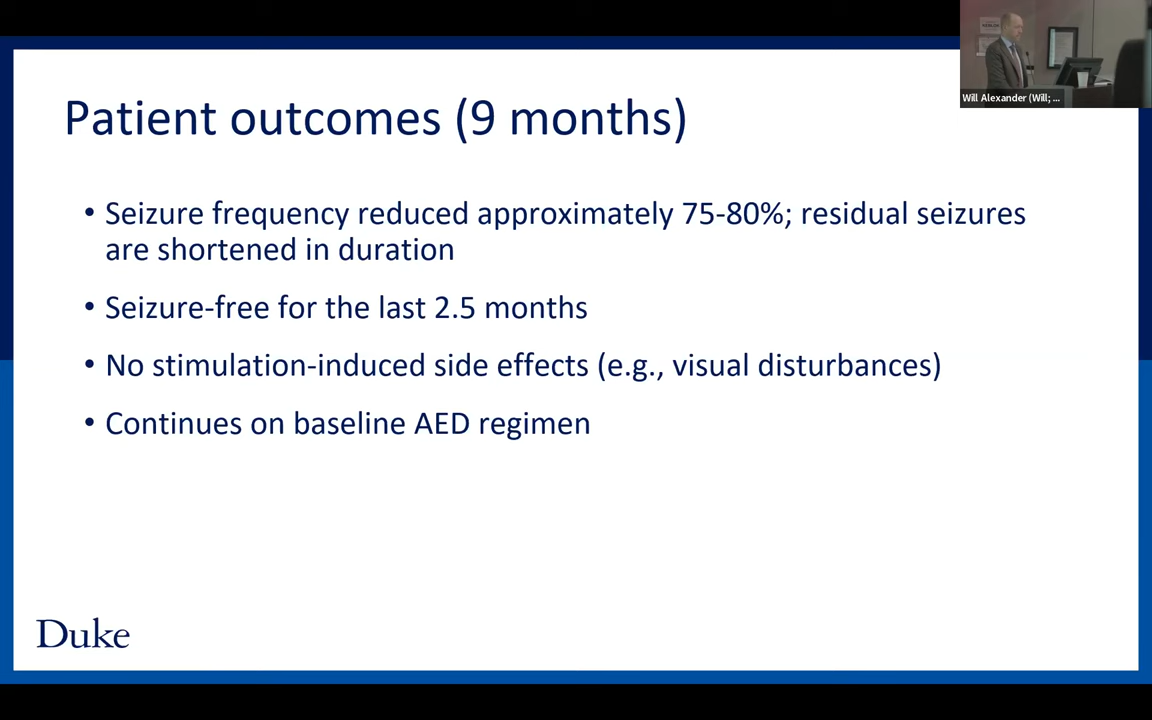 Patient outcomes (9 months)
• Seizure frequency reduced approximately 75-80%; residual seizures
are shortened in duration
• Seizure-free for the last 2.5 months
• No stimulation-induced side effects (e.g., visual disturbances)
• Continues on baseline AED regimen
Duke
Will Alexander (Will; ...